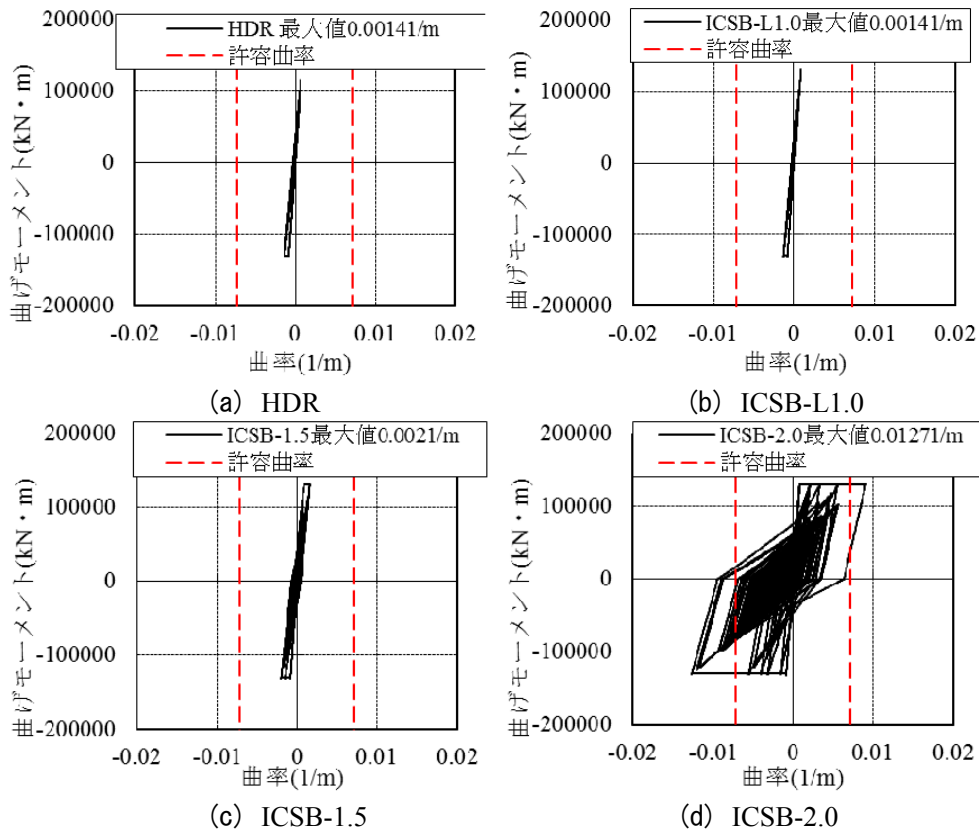 HDR 最大値0.00141/m
許容曲率
曲げモーメント(kN・m)
100000
0
-100000
-200000
-0.02 -0.01 0 0.01 0.02
曲率(1/m)
(a) HDR
ICSB-L1.0最大値0.00141/m
許容曲率
曲げモーメント(kN・m)
200000
100000
0
-100000
-200000
-0.02 -0.01 0 0.01 0.02
曲率(1/m)
(b) ICSB-L1.0
ICSB-1.5最大値0.0021/m
許容曲率
曲げモーメント(kN・m)
200000
100000
0
-100000
-200000
-0.02 -0.01 0 0.01 0.02
曲率(1/m)
(c) ICSB-1.5
ICSB-2.0最大値0.01271/m
許容曲率
曲げモーメント(kN・m)
200000
100000
0
-100000
-200000
-0.02 -0.01 0 0.01 0.02
曲率(1/m)
(d) ICSB-2.0